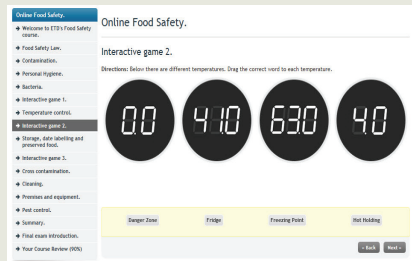 Online Food Safety.
Welcome to ETD's Food Safety
course.
Food Safety Law.
Contamination.
Personal Hygiene.
Bacteria.
Interactive game 1.
Temperature control.
Interactive game 2.
Storage, date labelling and
preserved food.
Interactive game 3.
Cross contamination.
Cleaning.
Premises and equipment.
Pest control.
Summary.
Final exam introduction.
Your Course Review (90%)
Online Food Safety.
Interactive game 2.
Directions: Below there are different temperatures. Drag the correct word to each temperature.
0.0 41.0 63.0 4.0
Danger Zone Fridge Freezing Point Hot Holding
« Back Next »